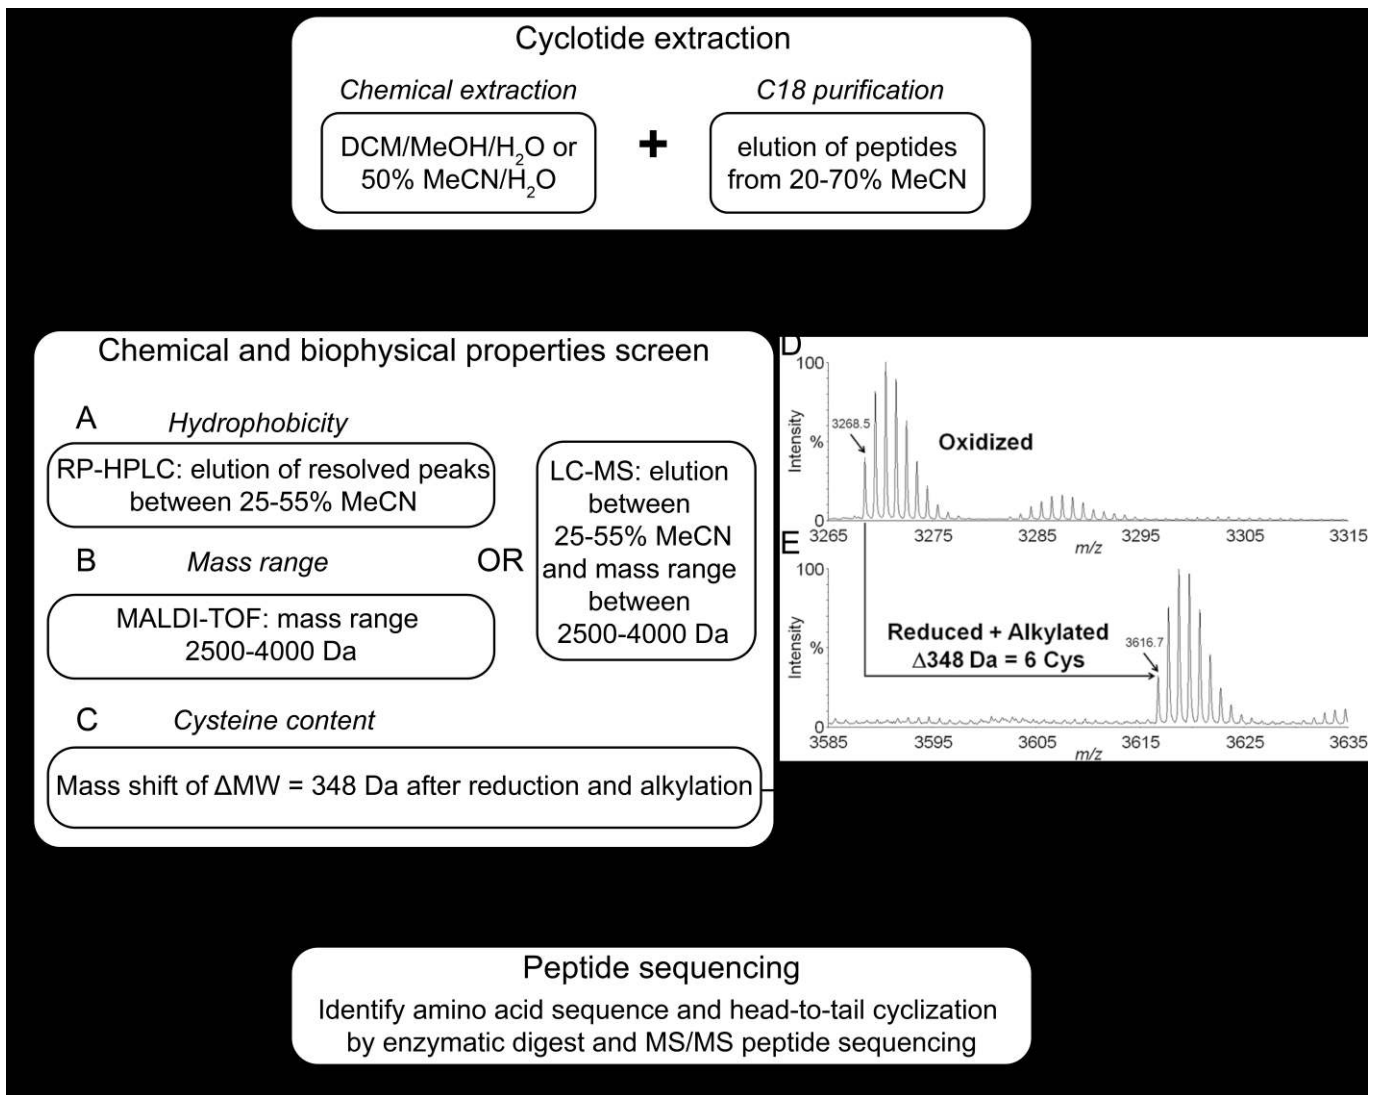 Cyclotide extraction
Chemical extraction
DCM/MeOH/H₂O or
50% MeCN/H₂O
+
C18 purification
elution of peptides
from 20-70% MeCN
Chemical and biophysical properties screen
A
Hydrophobicity
RP-HPLC: elution of resolved peaks
between 25-55% MeCN
B
Mass range
MALDI-TOF: mass range
2500-4000 Da
OR
LC-MS: elution
between
25-55% MeCN
and mass range
between
2500-4000 Da
C
Cysteine content
Mass shift of ΔMW = 348 Da after reduction and alkylation
D
100
%
0
Intensity
3268.5
Oxidized
3265 3275 3285 3295 3305 3315
m/z
E
100
%
0
Intensity
Reduced + Alkylated
Δ348 Da = 6 Cys
3616.7
3585 3595 3605 3615 3625 3635
m/z
Peptide sequencing
Identify amino acid sequence and head-to-tail cyclization
by enzymatic digest and MS/MS peptide sequencing